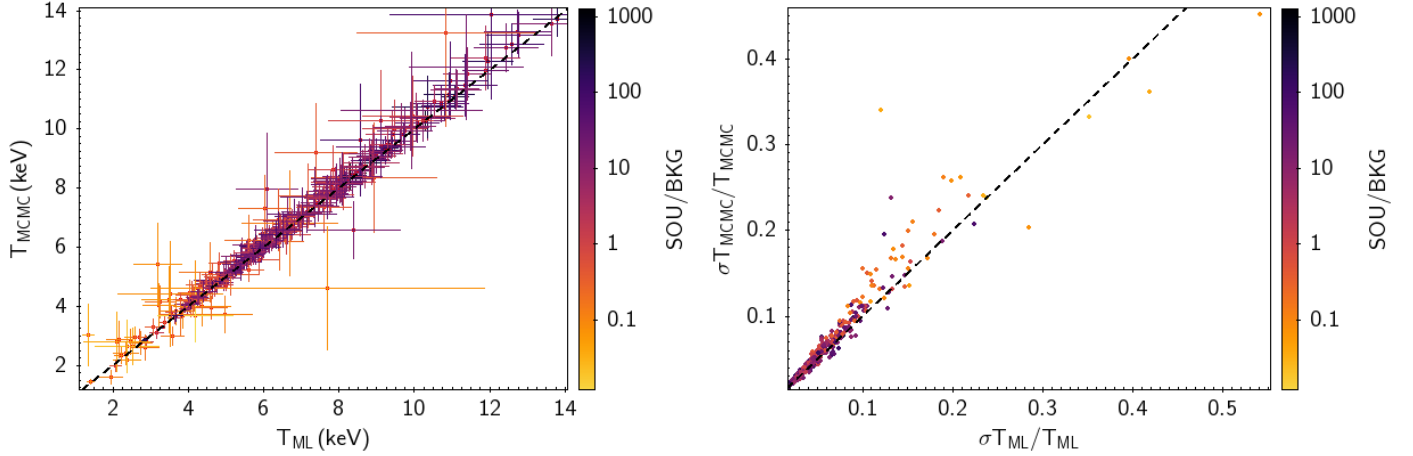 14
12
10
8
6
4
2
T_MCMC (keV)
2 4 6 8 10 12 14
T_ML (keV)
1000
100
10
1
0.1
SOU/BKG
0.4
0.3
0.2
0.1
σT_MCMC/T_MCMC
0.1 0.2 0.3 0.4 0.5
σT_ML/T_ML
1000
100
10
1
0.1
SOU/BKG